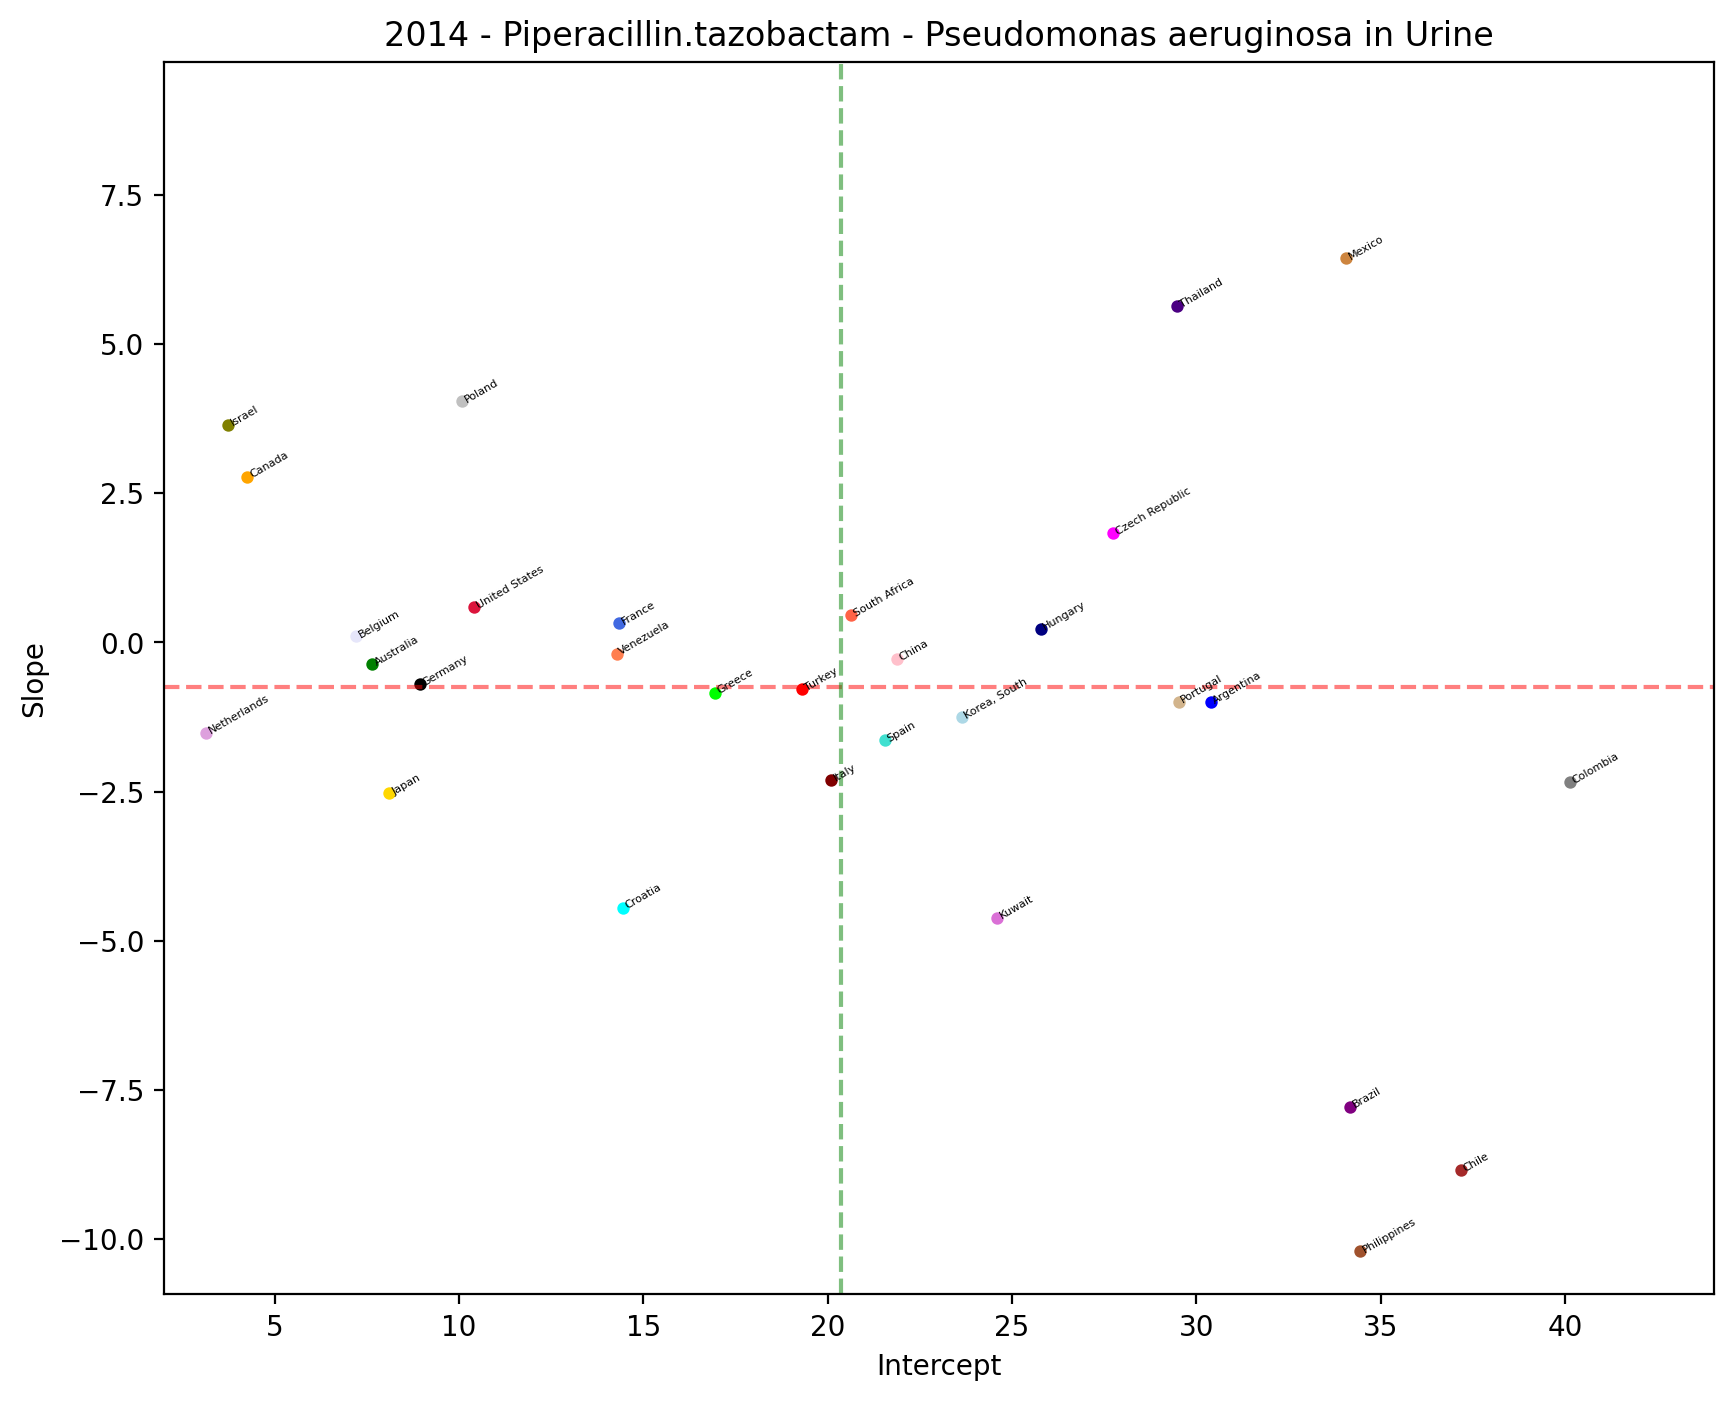 2014 - Piperacillin.tazobactam - Pseudomonas aeruginosa in Urine
7.5
5.0
2.5
0.0
−2.5
−5.0
−7.5
−10.0
Slope
Mexico
Thailand
Poland
Israel
Canada
Czech Republic
United States
South Africa
France
Hungary
Belgium
Venezuela
Australia
China
Germany
Greece
Turkey
Portugal
Argentina
Korea, South
Netherlands
Spain
Italy
Colombia
Japan
Croatia
Kuwait
Brazil
Chile
Philippines
5 10 15 20 25 30 35 40
Intercept